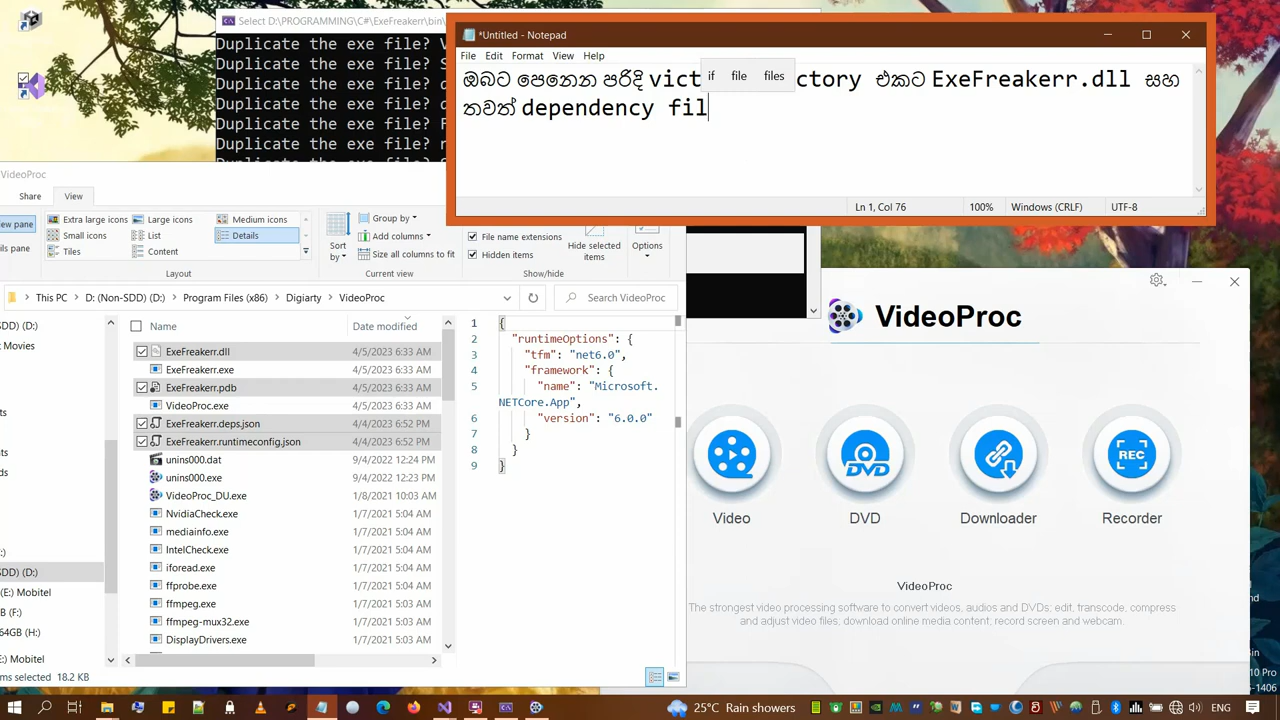 Select D:\PROGRAMMING\C#\ExeFreakerr\bin\
Duplicate the exe file?
Duplicate the exe file?
Duplicate the exe file?
Duplicate the exe file?
Duplicate the exe file?
Duplicate the exe file?
*Untitled - Notepad
File Edit Format View Help
if file files
ඔබට පෙනෙන පරිදි vict ctory එකට ExeFreakerr.dll සහ
තවත් dependency fil
Ln 1, Col 76 100% Windows (CRLF) UTF-8
VideoProc
Share View
Extra large icons Large icons Medium icons
Small icons List Details
Tiles Content
Layout
Sort by
Group by
Add columns
Size all columns to fit
Current view
File name extensions
Hidden items
Hide selected items
Options
Show/hide
This PC D: (Non-SDD) (D:) Program Files (x86) Digiarty VideoProc
Search VideoProc
Name Date modified
ExeFreakerr.dll 4/5/2023 6:33 AM
ExeFreakerr.exe 4/5/2023 6:33 AM
ExeFreakerr.pdb 4/5/2023 6:33 AM
VideoProc.exe 4/5/2023 6:33 AM
ExeFreakerr.deps.json 4/4/2023 6:52 PM
ExeFreakerr.runtimeconfig.json 4/4/2023 6:52 PM
unins000.dat 9/4/2022 12:24 PM
unins000.exe 9/4/2022 12:23 PM
VideoProc_DU.exe 1/8/2021 10:03 AM
NvidiaCheck.exe 1/7/2021 5:04 AM
mediainfo.exe 1/7/2021 5:04 AM
IntelCheck.exe 1/7/2021 5:04 AM
iforead.exe 1/7/2021 5:04 AM
ffprobe.exe 1/7/2021 5:04 AM
ffmpeg.exe 1/7/2021 5:03 AM
ffmpeg-mux32.exe 1/7/2021 5:03 AM
DisplayDrivers.exe 1/7/2021 5:03 AM
1 {
2 "runtimeOptions": {
3 "tfm": "net6.0",
4 "framework": {
5 "name": "Microsoft.
NETCore.App",
6 "version": "6.0.0"
7 }
8 }
9 }
(D:)
Movies
(D:)
(E:) Mobitel
(F:)
64GB (H:)
Mobitel
selected 18.2 KB
VideoProc
Video DVD Downloader Recorder
REC
VideoProc
The strongest video processing software to convert videos, audios and DVDs; edit, transcode, compress
and adjust video files, download online media content, record screen and webcam.
10 Pro
25°C Rain showers ENG